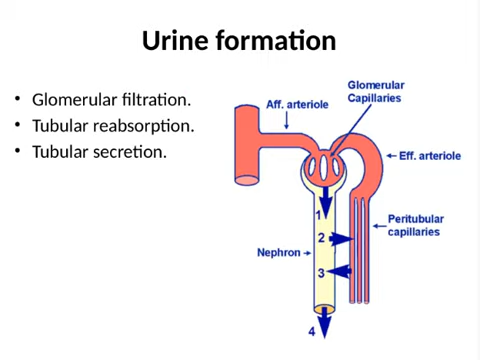 Urine formation
• Glomerular filtration.
• Tubular reabsorption.
• Tubular secretion.
Glomerular
Capillaries
Aff. arteriole
Eff. arteriole
1
2
Peritubular
capillaries
Nephron
3
4